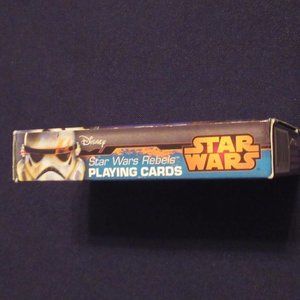 Disney
Star Wars Rebels™
PLAYING CARDS
STAR
WARS